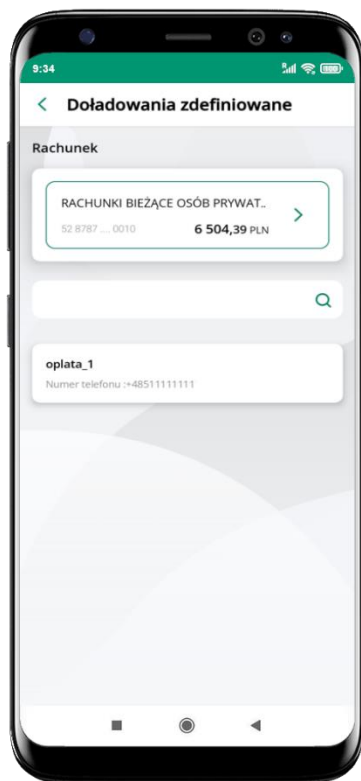 9:34
R
Doładowania zdefiniowane
Rachunek
RACHUNKI BIEŻĄCE OSÓB PRYWAT..
52 8787 ... 0010 6 504,39 PLN
oplata_1
Numer telefonu :+48511111111